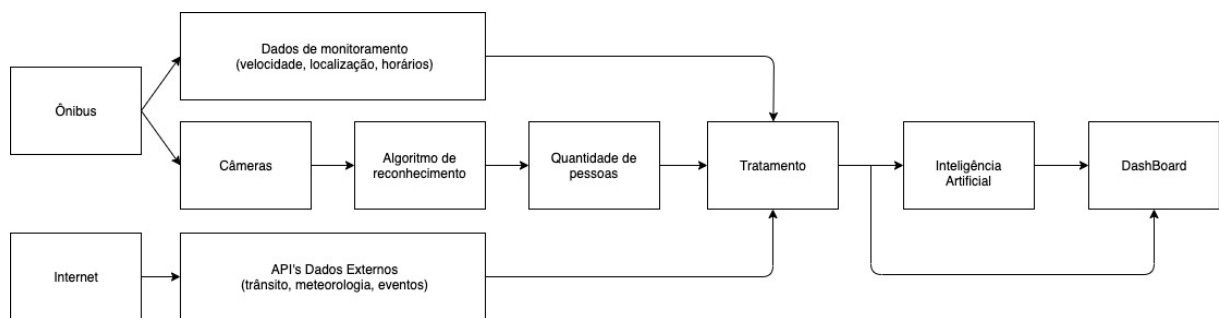 Dados de monitoramento
(velocidade, localização, horários)
Ônibus
Câmeras
Algoritmo de
reconhecimento
Quantidade de
pessoas
Tratamento
Inteligência
Artificial
DashBoard
Internet
API's Dados Externos
(trânsito, meteorologia, eventos)